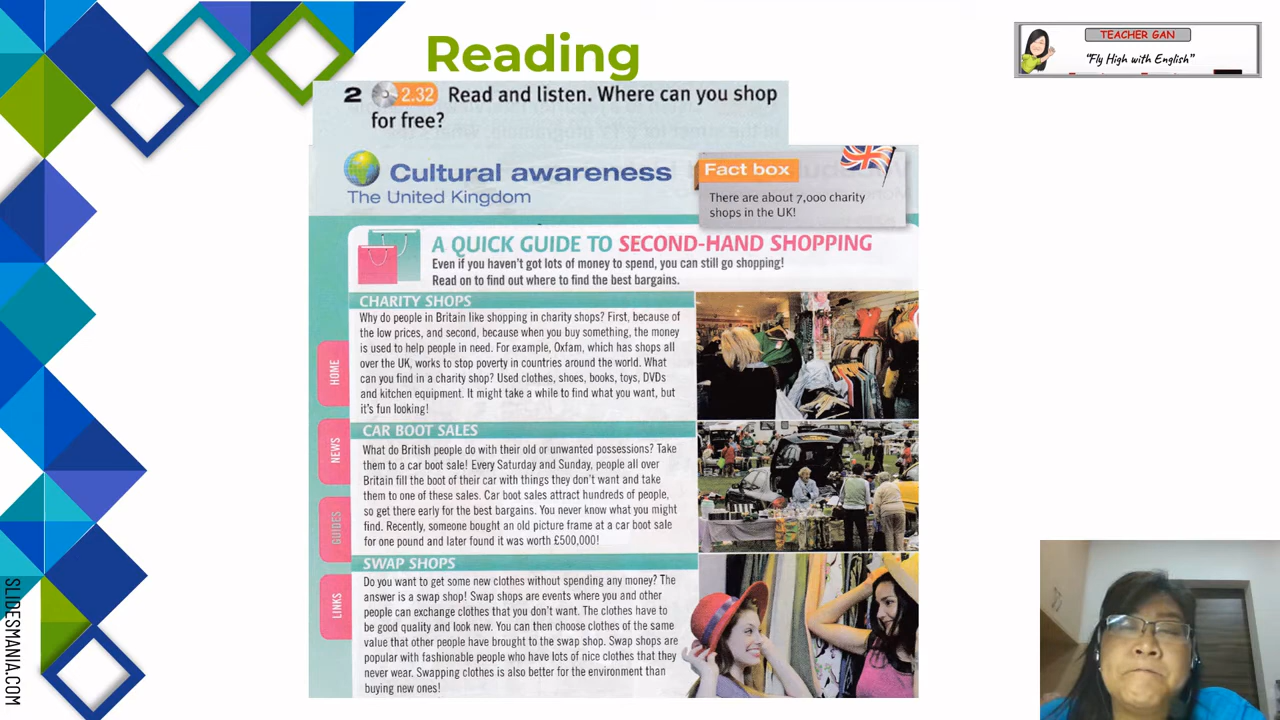 Reading
TEACHER GAN
"Fly High with English"
2 2.32 Read and listen. Where can you shop
for free?
Cultural awareness
The United Kingdom
Fact box
There are about 7,000 charity
shops in the UK!
A QUICK GUIDE TO SECOND-HAND SHOPPING
Even if you haven't got lots of money to spend, you can still go shopping!
Read on to find out where to find the best bargains.
CHARITY SHOPS
Why do people in Britain like shopping in charity shops? First, because of
the low prices, and second, because when you buy something, the money
is used to help people in need. For example, Oxfam, which has shops all
over the UK, works to stop poverty in countries around the world. What
can you find in a charity shop? Used clothes, shoes, books, toys, DVDs
and kitchen equipment. It might take a while to find what you want, but
it's fun looking!
CAR BOOT SALES
What do British people do with their old or unwanted possessions? Take
them to a car boot sale! Every Saturday and Sunday, people all over
Britain fill the boot of their car with things they don't want and take
them to one of these sales. Car boot sales attract hundreds of people,
so get there early for the best bargains. You never know what you might
find. Recently, someone bought an old picture frame at a car boot sale
for one pound and later found it was worth £500,000!
SWAP SHOPS
Do you want to get some new clothes without spending any money? The
answer is a swap shop! Swap shops are events where you and other
people can exchange clothes that you don't want. The clothes have to
be good quality and look new. You can then choose clothes of the same
value that other people have brought to the swap shop. Swap shops are
popular with fashionable people who have lots of nice clothes that they
never wear. Swapping clothes is also better for the environment than
buying new ones!
HOME
NEWS
GUIDES
LINKS
SLIDESMANIA.COM